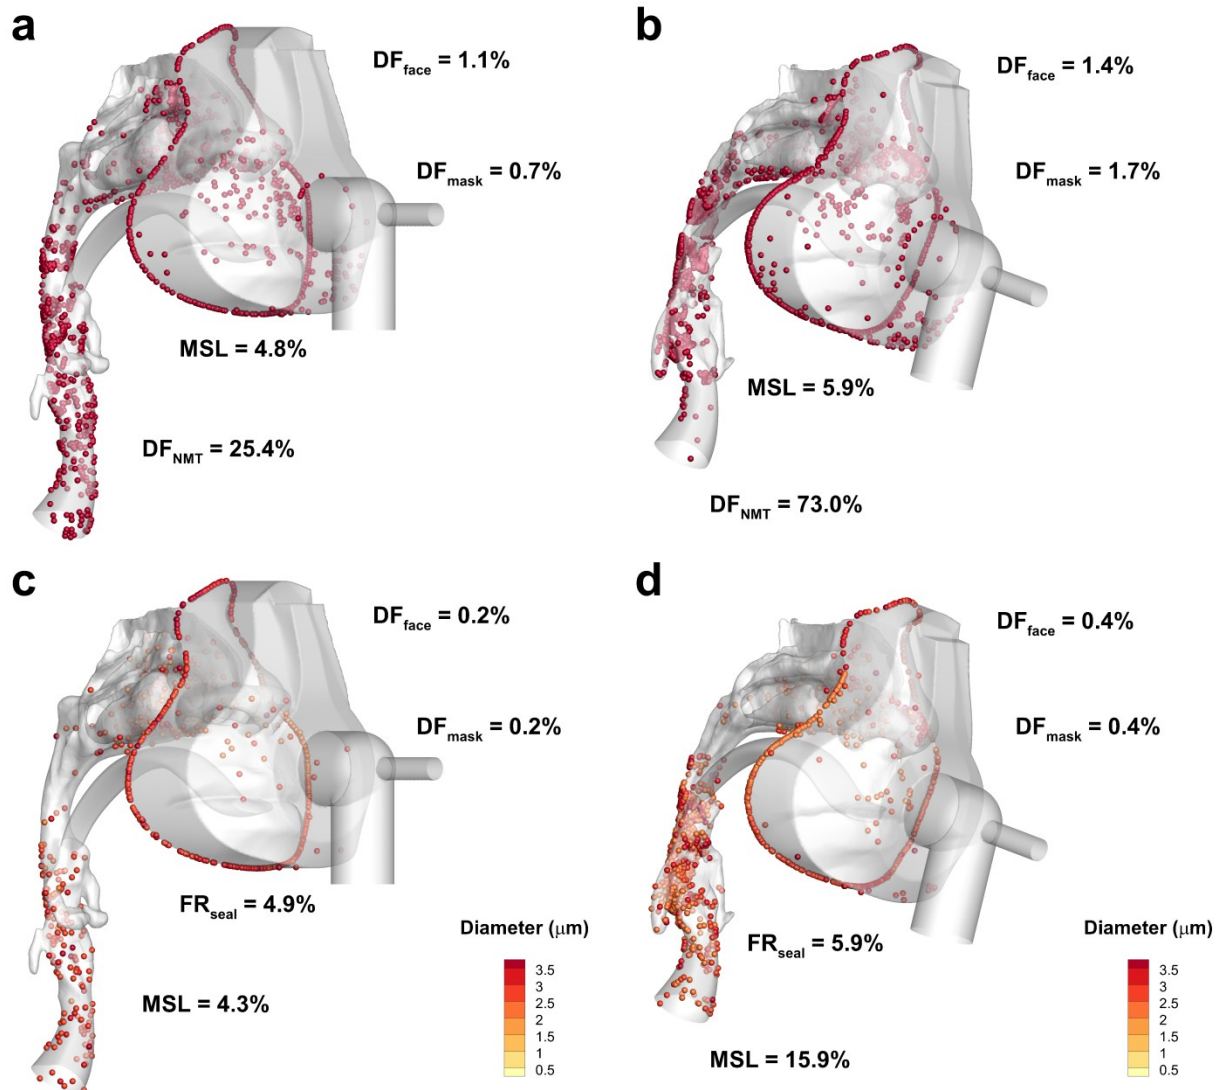 a
DFface = 1.1%
DFmask = 0.7%
MSL = 4.8%
DFNMT = 25.4%
b
DFface = 1.4%
DFmask = 1.7%
MSL = 5.9%
DFNMT = 73.0%
c
DFface = 0.2%
DFmask = 0.2%
FRseal = 4.9%
MSL = 4.3%
Diameter (μm)
3.5
3
2.5
2
1.5
1
0.5
d
DFface = 0.4%
DFmask = 0.4%
FRseal = 5.9%
MSL = 15.9%
Diameter (μm)
3.5
3
2.5
2
1.5
1
0.5